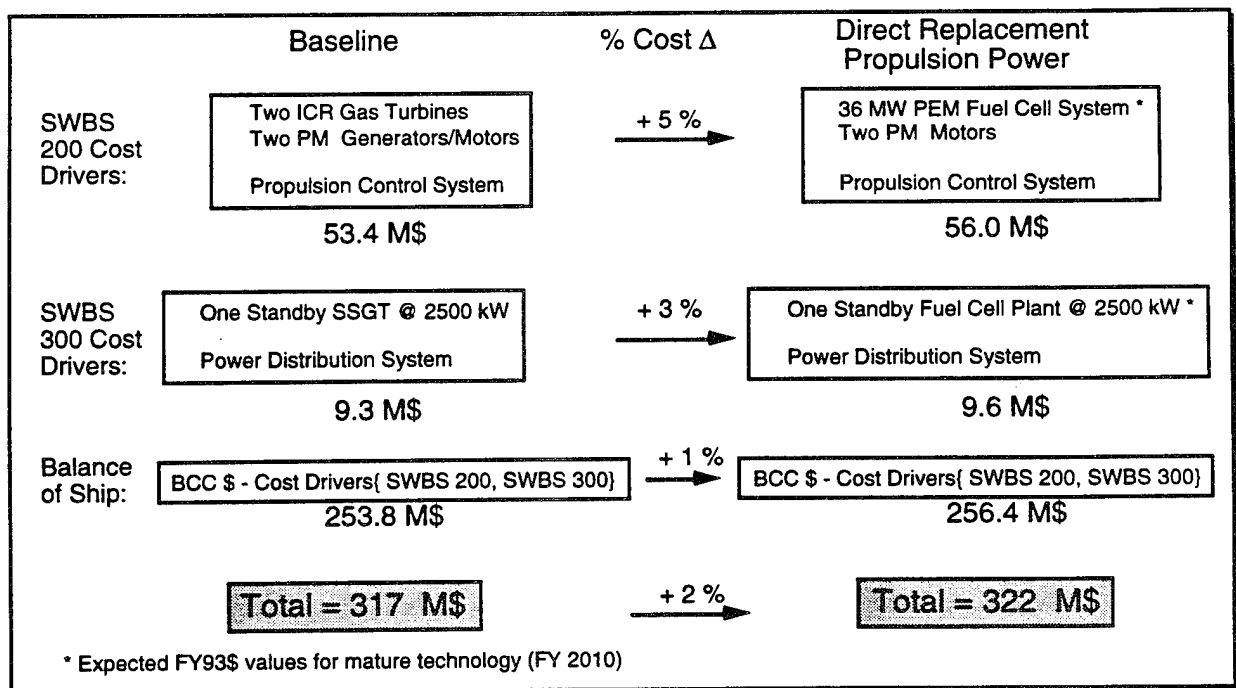 Baseline
% Cost Δ
Direct Replacement
Propulsion Power
SWBS
200 Cost
Drivers:
Two ICR Gas Turbines
Two PM Generators/Motors
Propulsion Control System
53.4 M$
+ 5 %
36 MW PEM Fuel Cell System *
Two PM Motors
Propulsion Control System
56.0 M$
SWBS
300 Cost
Drivers:
One Standby SSGT @ 2500 kW
Power Distribution System
9.3 M$
+ 3 %
One Standby Fuel Cell Plant @ 2500 kW *
Power Distribution System
9.6 M$
Balance
of Ship:
BCC $ - Cost Drivers{ SWBS 200, SWBS 300}
253.8 M$
+ 1 %
BCC $ - Cost Drivers{ SWBS 200, SWBS 300}
256.4 M$
Total = 317 M$
+ 2 %
Total = 322 M$
* Expected FY93$ values for mature technology (FY 2010)